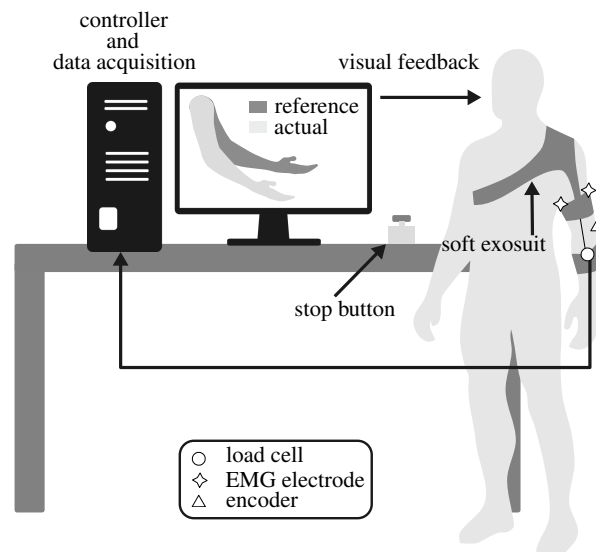 controller
and
data acquisition
visual feedback
reference
actual
soft exosuit
stop button
load cell
EMG electrode
encoder